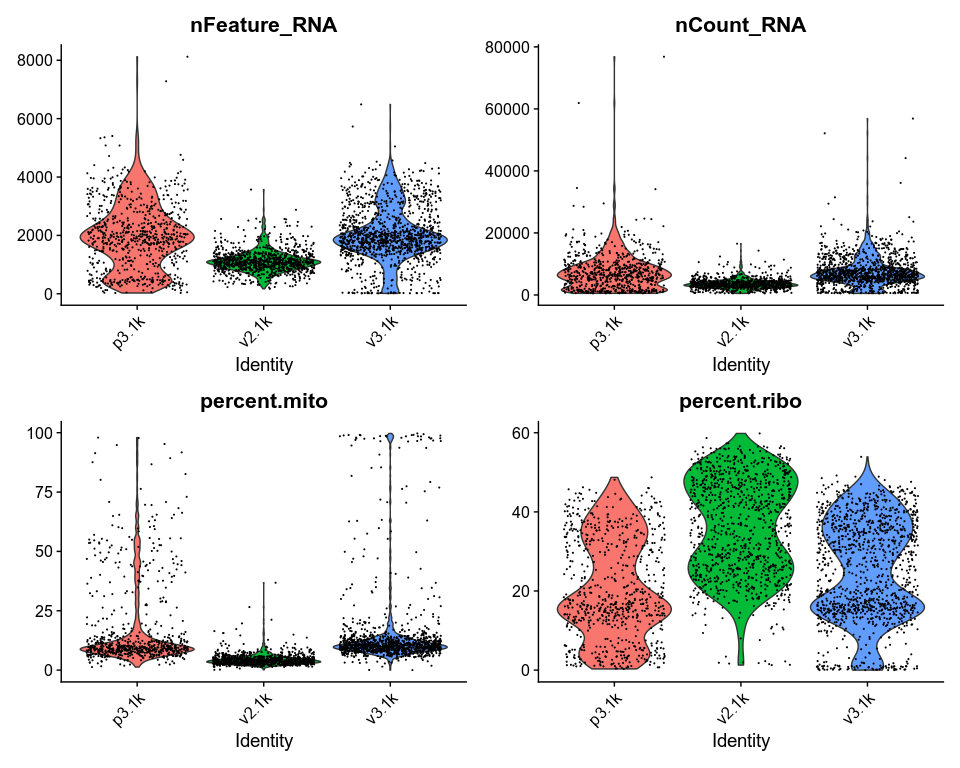 nFeature_RNA
8000
6000
4000
2000
0
p3.1k
v2.1k
v3.1k
Identity
nCount_RNA
80000
60000
40000
20000
0
p3.1k
v2.1k
v3.1k
Identity
percent.mito
100
75
50
25
0
p3.1k
v2.1k
v3.1k
Identity
percent.ribo
60
40
20
0
p3.1k
v2.1k
v3.1k
Identity